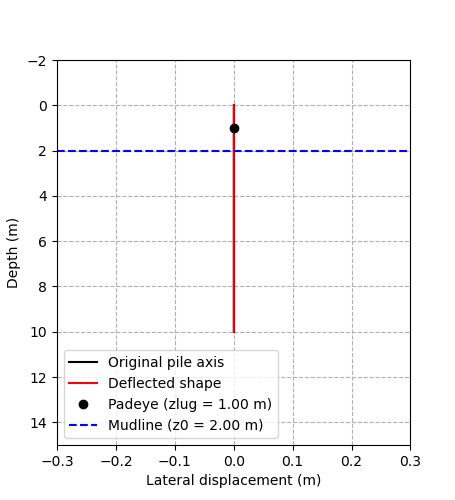 −2
0
2
4
6
8
10
12
14
Depth (m)
Original pile axis
Deflected shape
Padeye (zlug = 1.00 m)
Mudline (z0 = 2.00 m)
−0.3 −0.2 −0.1 0.0 0.1 0.2 0.3
Lateral displacement (m)